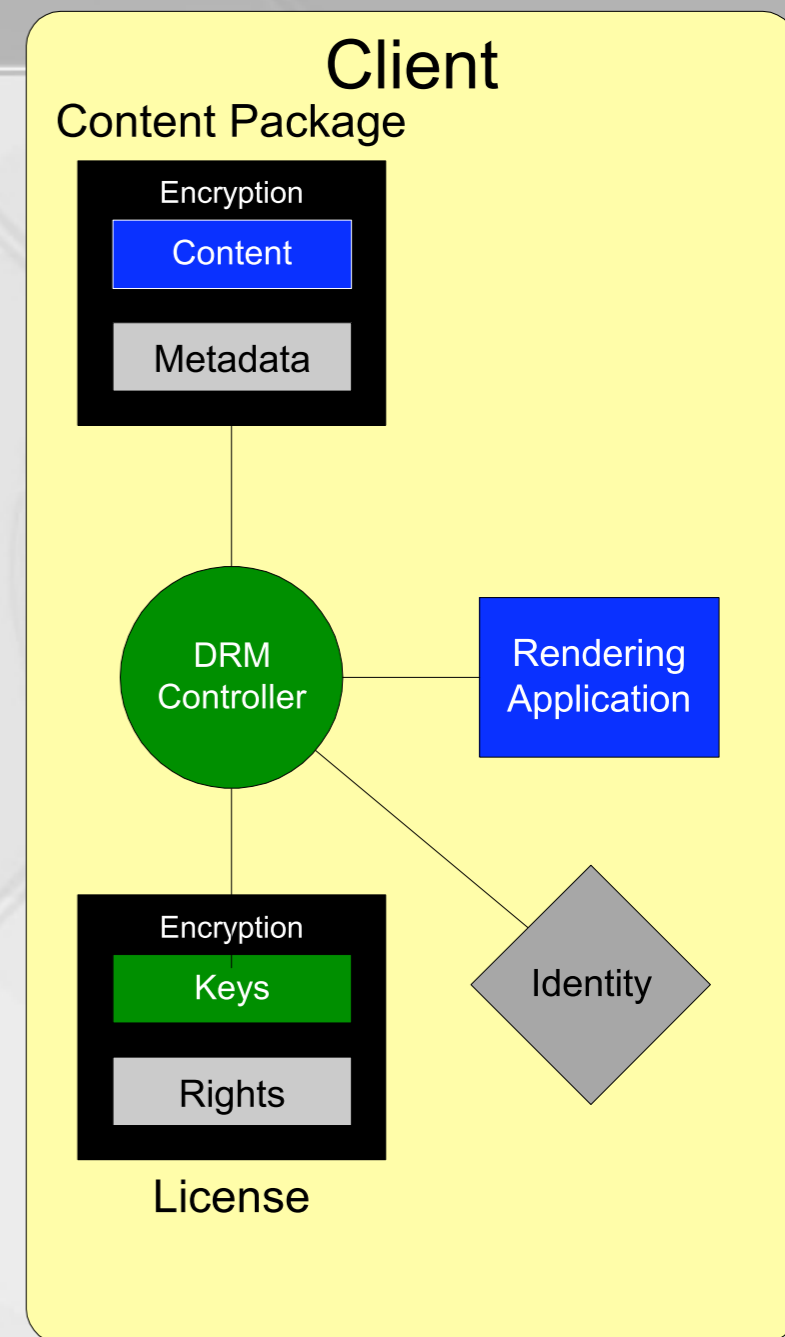 Client
Content Package
Encryption
Content
Metadata
DRM
Controller
Rendering
Application
Encryption
Keys
Rights
Identity
License